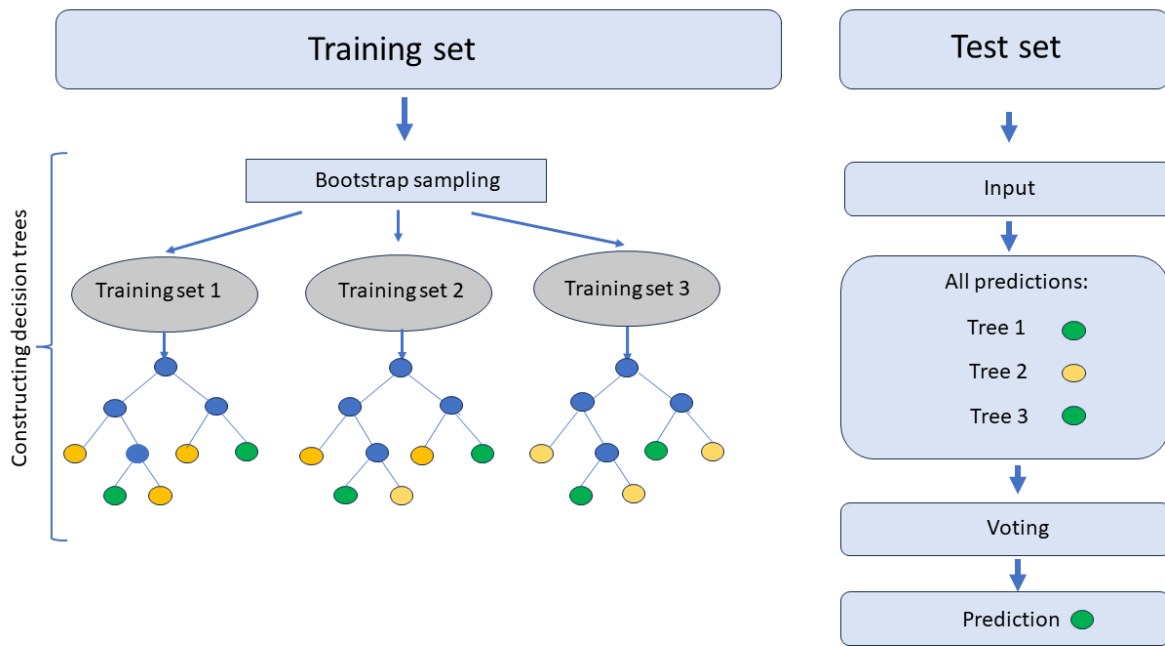 Training set
Test set
Constructing decision trees
Bootstrap sampling
Training set 1
Training set 2
Training set 3
Input
All predictions:
Tree 1
Tree 2
Tree 3
Voting
Prediction